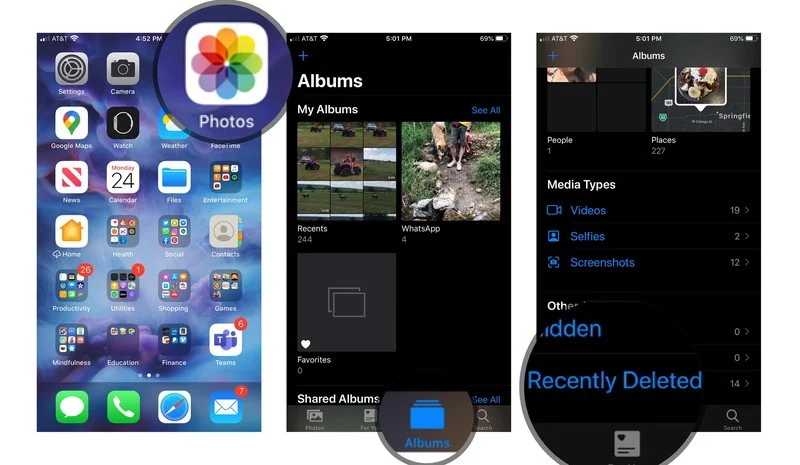 AT&T
4:52 PM
Settings
Camera
Photos
Google Maps
Watch
Weather
FaceTime
News
Monday
24
Calendar
Files
Entertainment
Home
Health
Social
Contacts
26
Productivity
1
Utilities
Shopping
Games
Mindfulness
Education
Finance
6
Teams
7
AT&T
5:01 PM
69%
+
Albums
My Albums
See All
Recents
244
WhatsApp
4
Favorites
0
Shared Albums
See All
Photos
For You
Albums
Search
AT&T
5:01 PM
69%
+
Albums
Springfie
People
1
Places
227
Media Types
Videos
19
Selfies
2
Screenshots
12
Othe
idden
0
0
Recently Deleted
14
Search